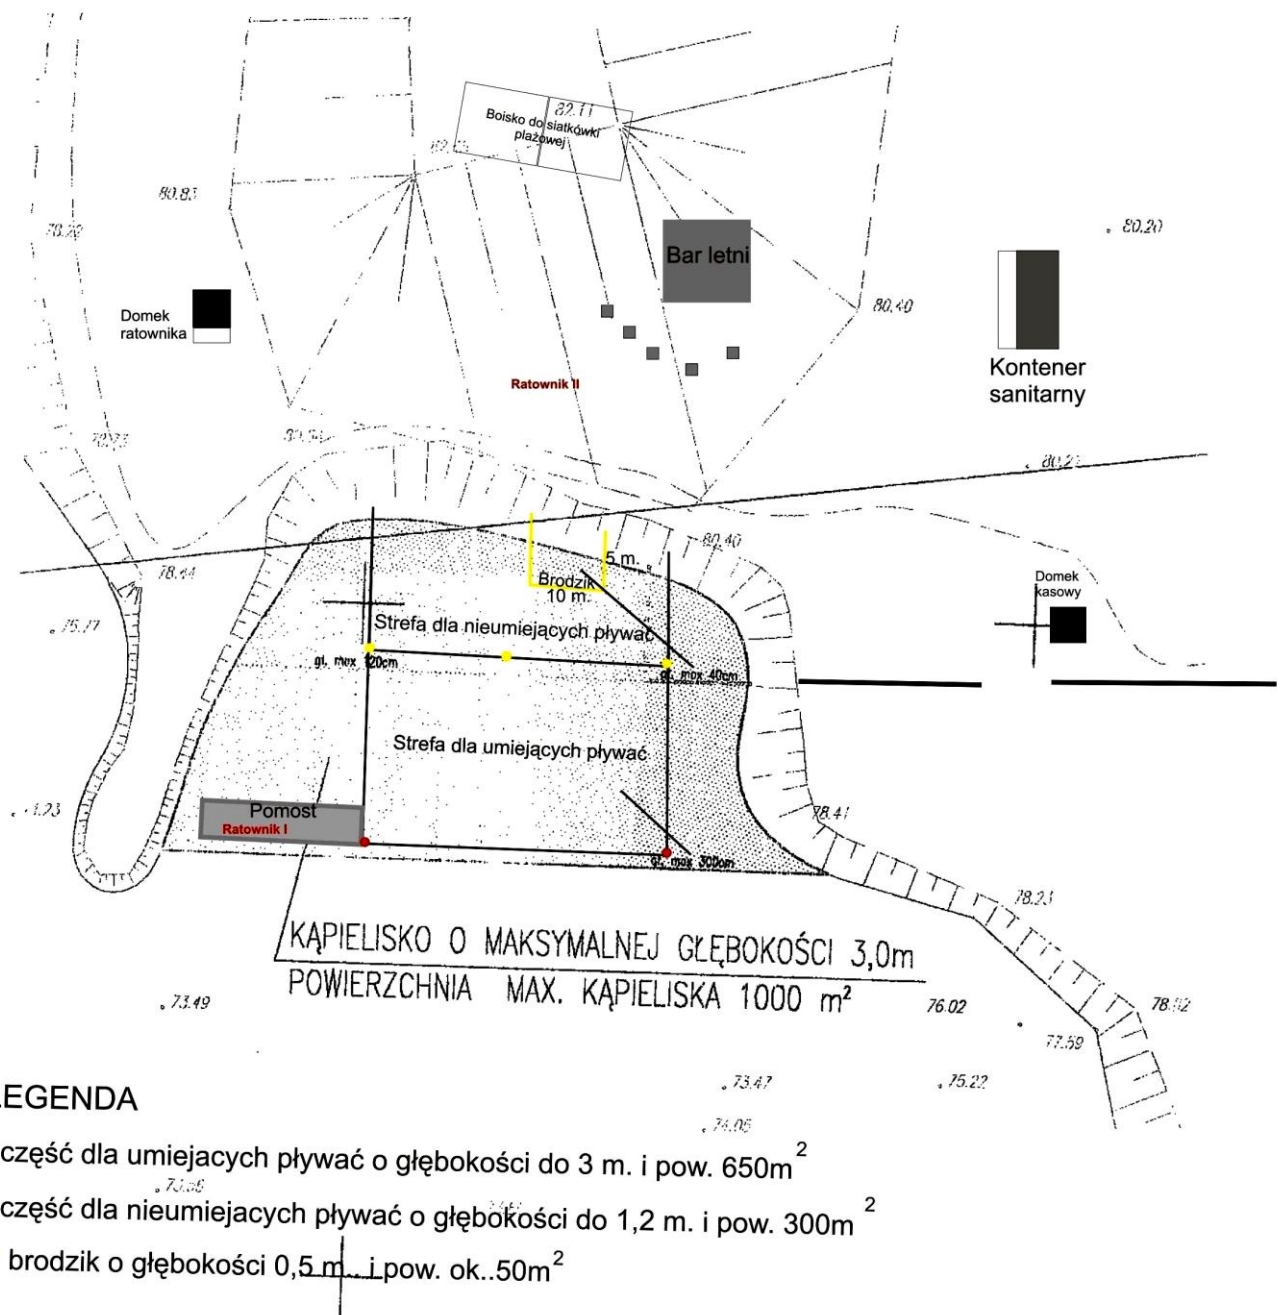 82.11
Boisko do siatkówki
plażowej
80.83
80.20
Bar letni
80.40
Domek
ratownika
Kontener
sanitarny
Ratownik II
80.40
78.44
5 m.
Brodzik
10 m.
Domek
kasowy
75.77
Strefa dla nieumiejących pływać
gł. max 120cm
gł. max 40cm
Strefa dla umiejących pływać
Pomost
Ratownik I
78.41
gł. max 300cm
78.23
KĄPIELISKO O MAKSYMALNEJ GŁĘBOKOŚCI 3,0m
POWIERZCHNIA MAX. KĄPIELISKA 1000 m²
73.49
76.02
77.59
73.47
75.22
74.05
LEGENDA
część dla umiejacych pływać o głębokości do 3 m. i pow. 650m²
część dla nieumiejacych pływać o głębokości do 1,2 m. i pow. 300m²
brodzik o głębokości 0,5 m.. i pow. ok..50m²